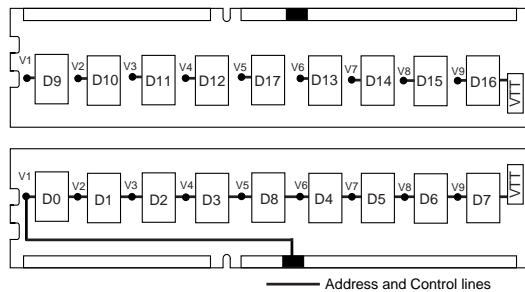 V1 V2 V3 V4 V5 V6 V7 V8 V9
D9 D10 D11 D12 D17 D13 D14 D15 D16 VTT
V1 V2 V3 V4 V5 V6 V7 V8 V9
D0 D1 D2 D3 D8 D4 D5 D6 D7 VTT
Address and Control lines